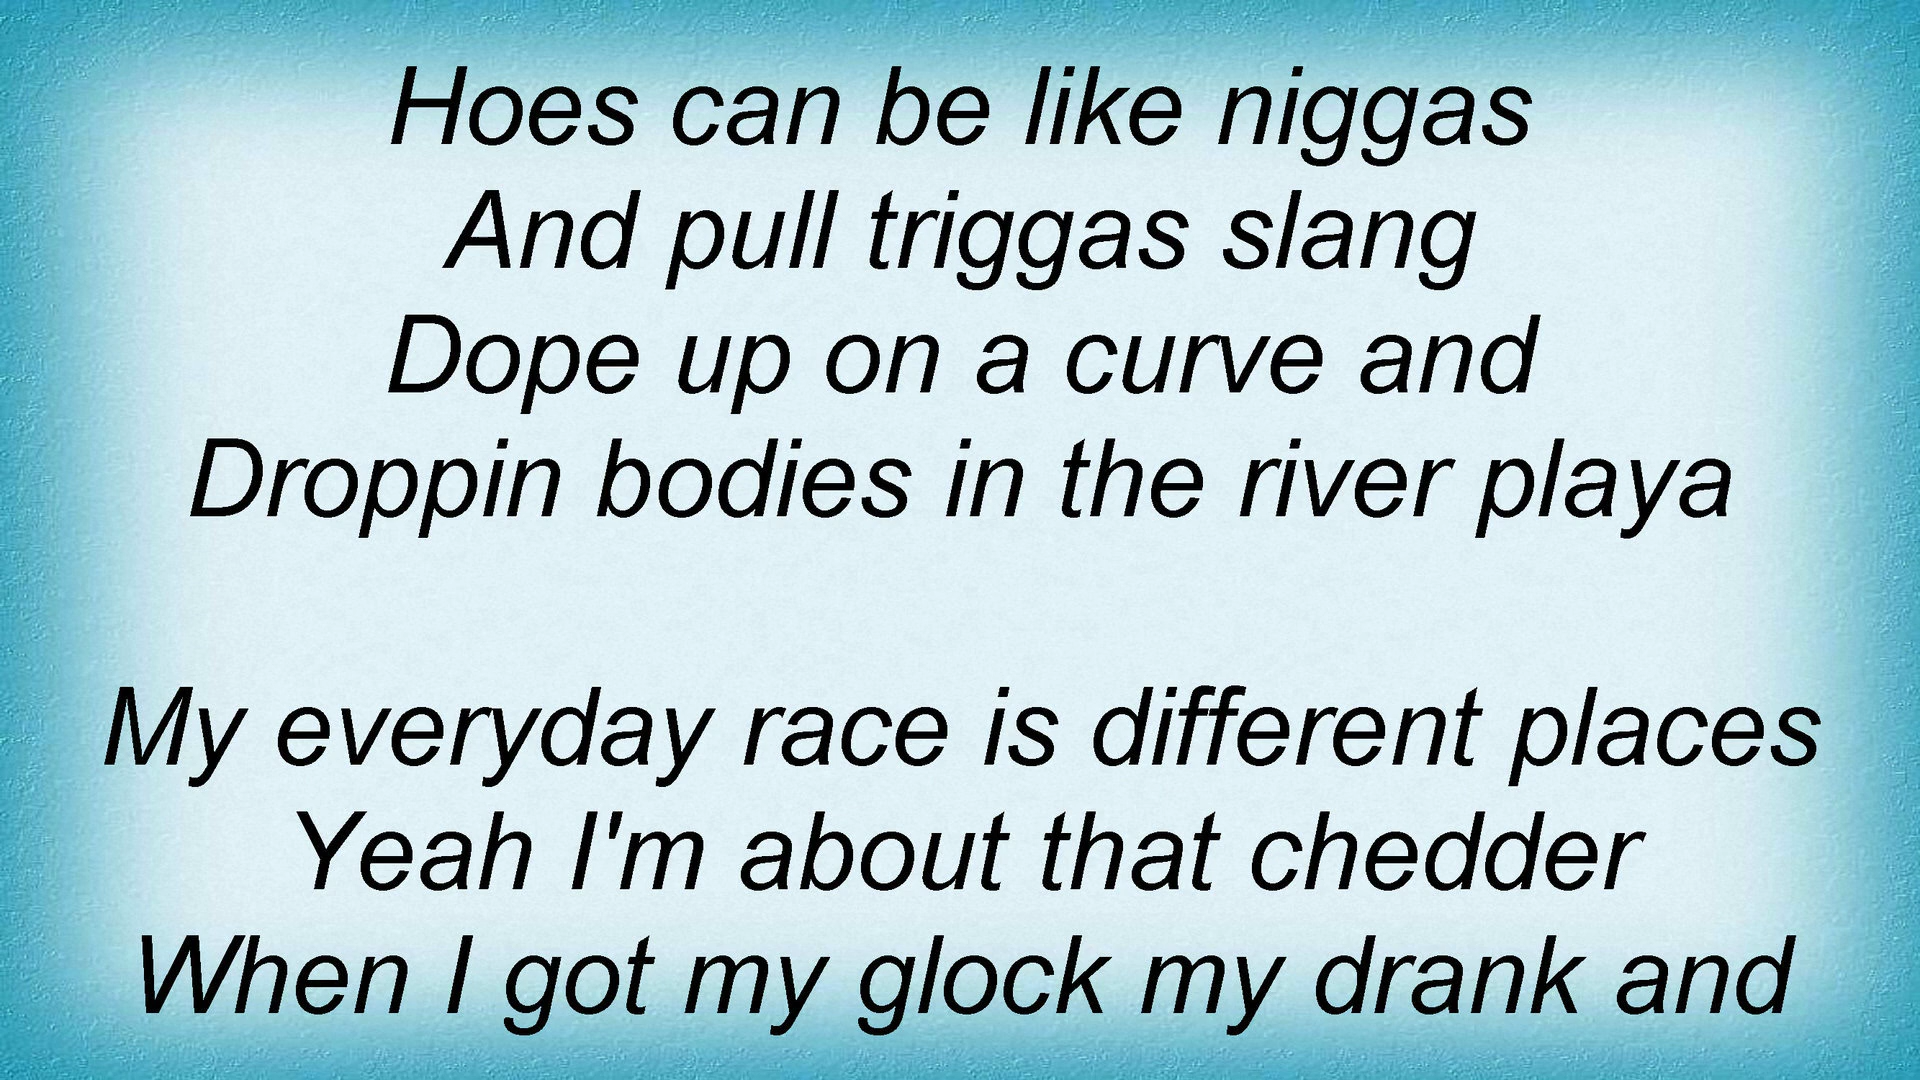 Hoes can be like niggas
And pull triggas slang
Dope up on a curve and
Droppin bodies in the river playa
My everyday race is different places
Yeah I'm about that chedder
When I got my glock my drank and